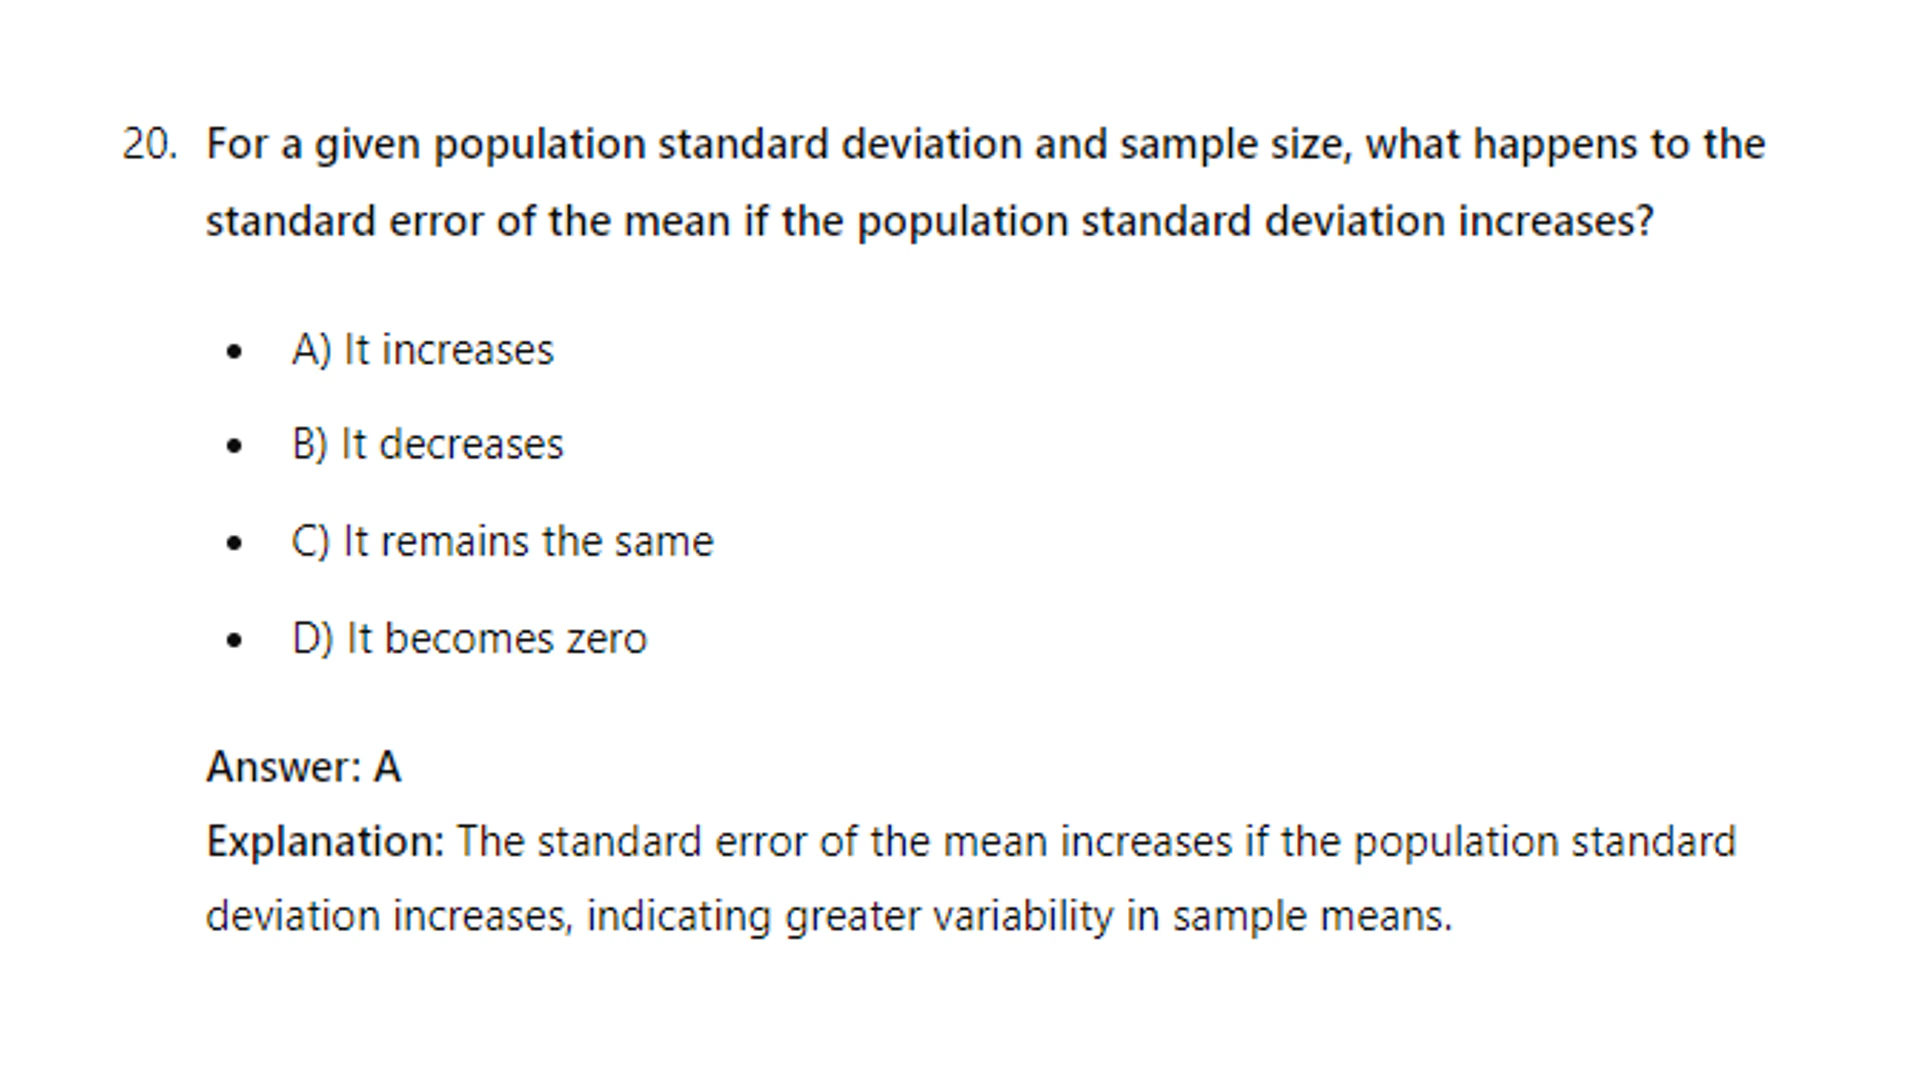 20. For a given population standard deviation and sample size, what happens to the
standard error of the mean if the population standard deviation increases?
• A) It increases
• B) It decreases
• C) It remains the same
• D) It becomes zero
Answer: A
Explanation: The standard error of the mean increases if the population standard
deviation increases, indicating greater variability in sample means.